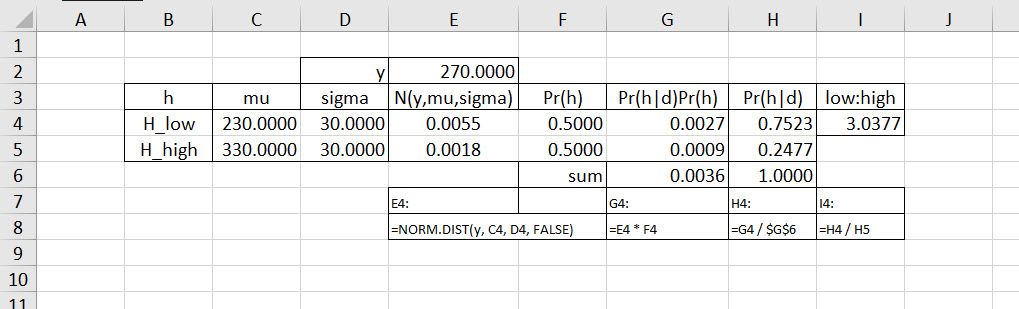 A B C D E F G H I J
1
2 y 270.0000
3 h mu sigma N(y,mu,sigma) Pr(h) Pr(h|d)Pr(h) Pr(h|d) low:high
4 H_low 230.0000 30.0000 0.0055 0.5000 0.0027 0.7523 3.0377
5 H_high 330.0000 30.0000 0.0018 0.5000 0.0009 0.2477
6 sum 0.0036 1.0000
7 E4: G4: H4: I4:
8 =NORM.DIST(y, C4, D4, FALSE) =E4 * F4 =G4 / $G$6 =H4 / H5
9
10
11